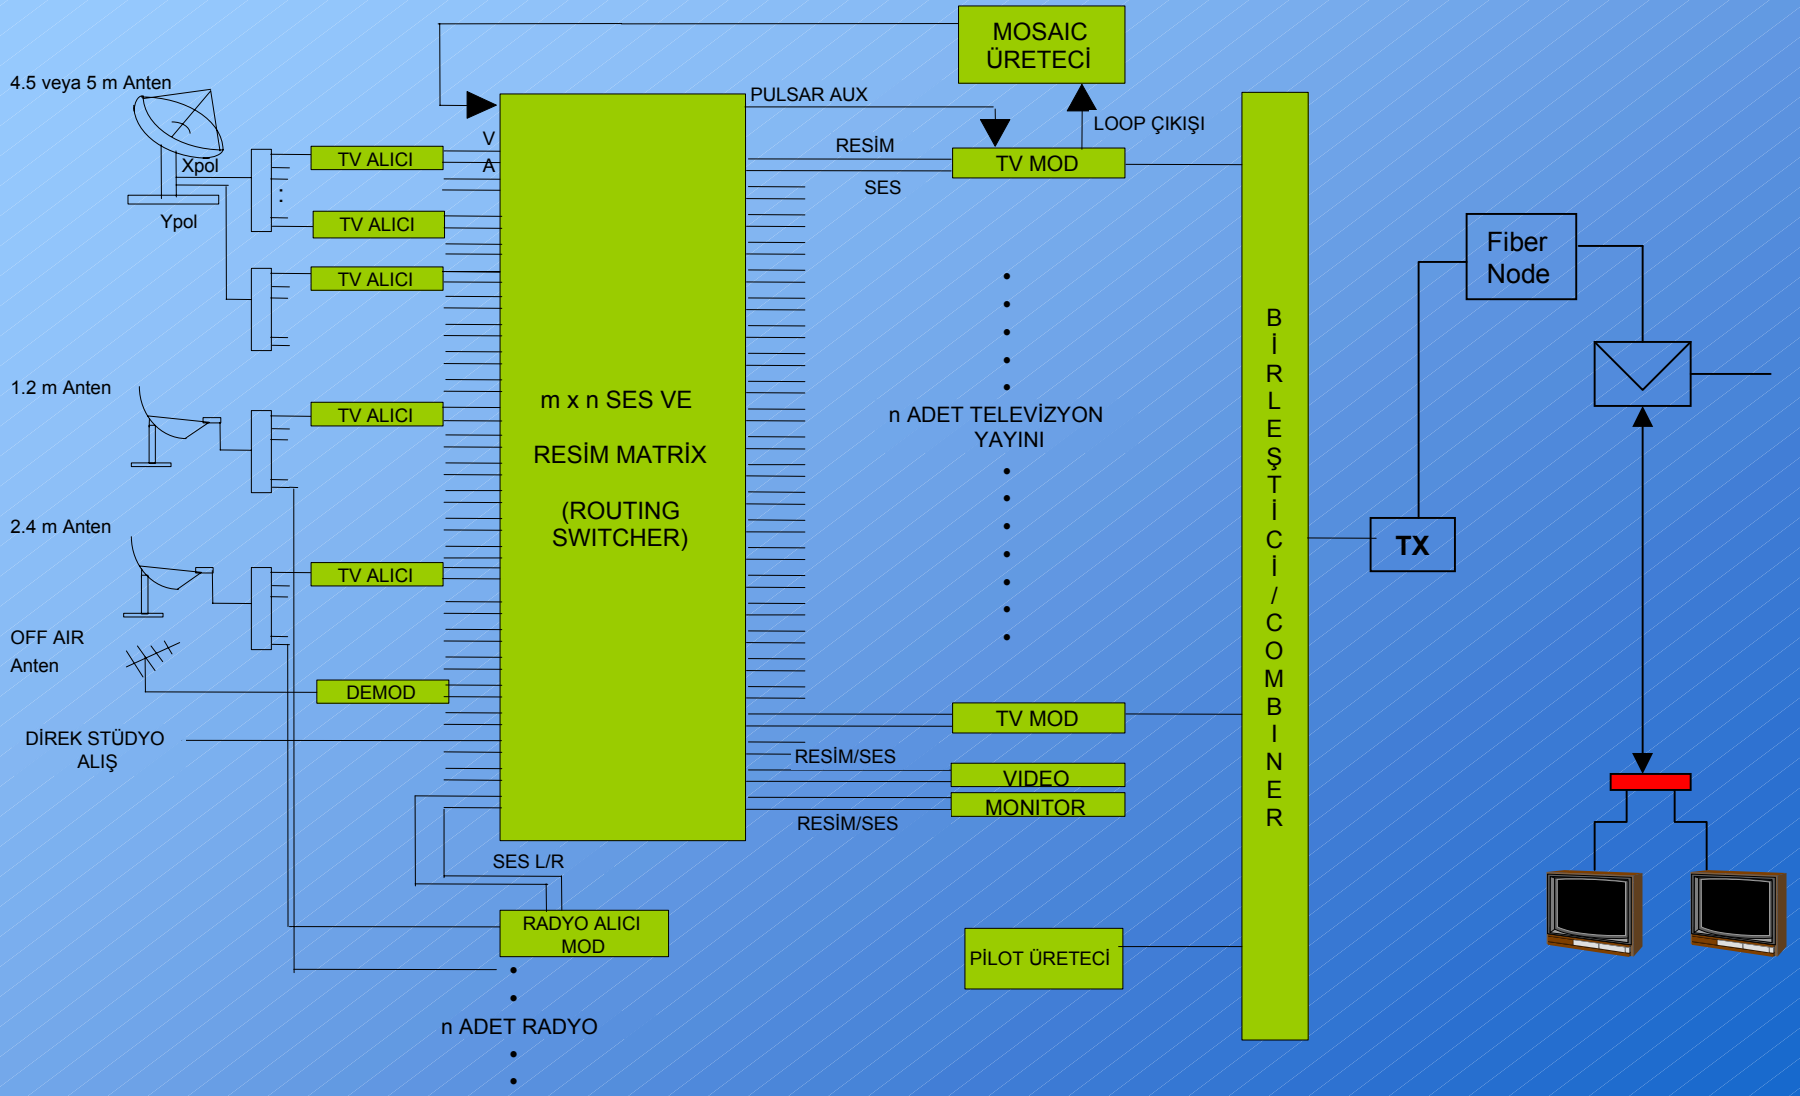 MOSAIC
ÜRETECİ
4.5 veya 5 m Anten
PULSAR AUX
LOOP ÇIKIŞI
V
A
RESİM
SES
TV ALICI
TV MOD
Xpol
Ypol
TV ALICI
TV ALICI
Fiber
Node
1.2 m Anten
TV ALICI
m x n SES VE
RESİM MATRİX
(ROUTING
SWITCHER)
n ADET TELEVİZYON
YAYINI
B
İ
R
L
E
Ş
T
İ
C
İ
/
C
O
M
B
I
N
E
R
2.4 m Anten
TV ALICI
TX
OFF AIR
Anten
DEMOD
TV MOD
DİREK STÜDYO
ALIŞ
RESİM/SES
VIDEO
MONITOR
RESİM/SES
SES L/R
RADYO ALICI
MOD
PİLOT ÜRETECİ
n ADET RADYO